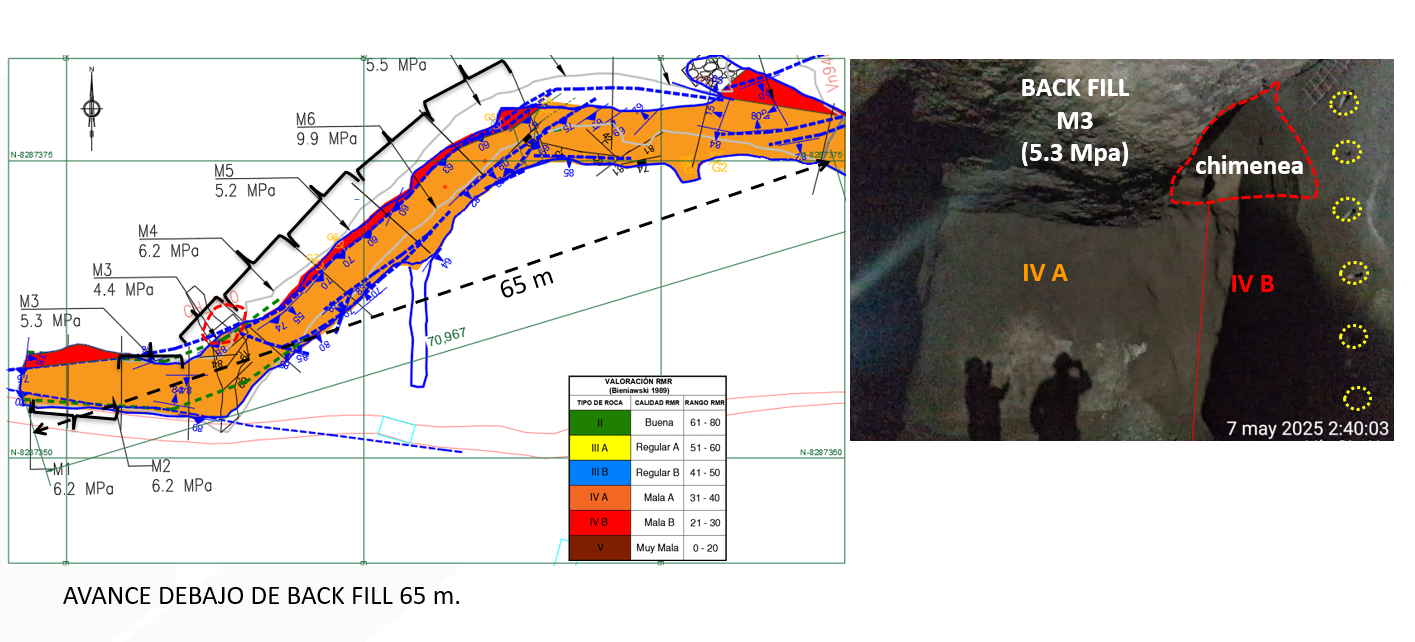 5.5 MPa
Vn94
N
M6
9.9 MPa
N-8287375
N-8287375
M5
5.2 MPa
G2
M4
6.2 MPa
M3
4.4 MPa
65 m
M3
5.3 MPa
70,967
N-8287350
N-8287350
M1
6.2 MPa
M2
6.2 MPa
VALORACIÓN RMR
(Bieniawski 1989)
TIPO DE ROCA CALIDAD RMR RANGO RMR
II Buena 61 - 80
III A Regular A 51 - 60
III B Regular B 41 - 50
IV A Mala A 31 - 40
IV B Mala B 21 - 30
V Muy Mala 0 - 20
AVANCE DEBAJO DE BACK FILL 65 m.
BACK FILL
M3
(5.3 Mpa)
chimenea
IV A
IV B
7 may 2025 2:40:03